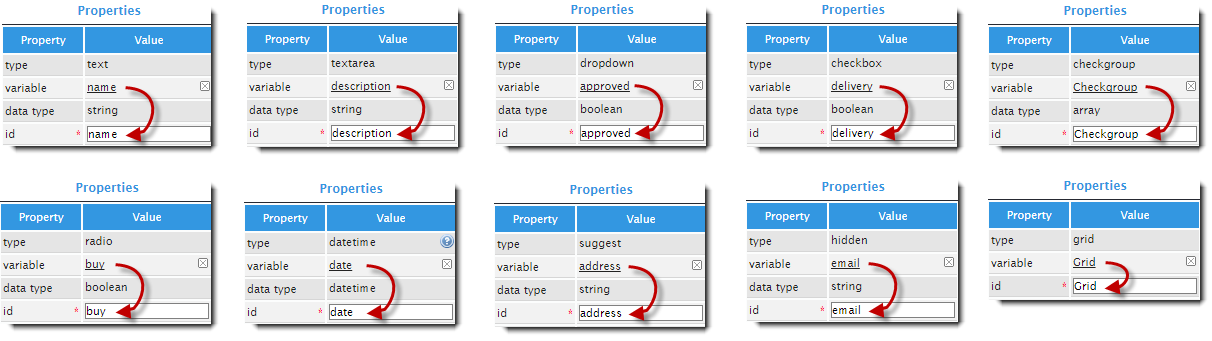 Properties
Property Value
type text
variable name
data type string
id * name
Properties
Property Value
type textarea
variable description
data type string
id * description
Properties
Property Value
type dropdown
variable approved
data type boolean
id * approved
Properties
Property Value
type checkbox
variable delivery
data type boolean
id * delivery
Properties
Property Value
type checkgroup
variable Checkgroup
data type array
id * Checkgroup
Properties
Property Value
type radio
variable buy
data type boolean
id * buy
Properties
Property Value
type datetime ?
variable date
data type datetime
id * date
Properties
Property Value
type suggest
variable address
data type string
id * address
Properties
Property Value
type hidden
variable email
data type string
id * email
Properties
Property Value
type grid
variable Grid
id * Grid